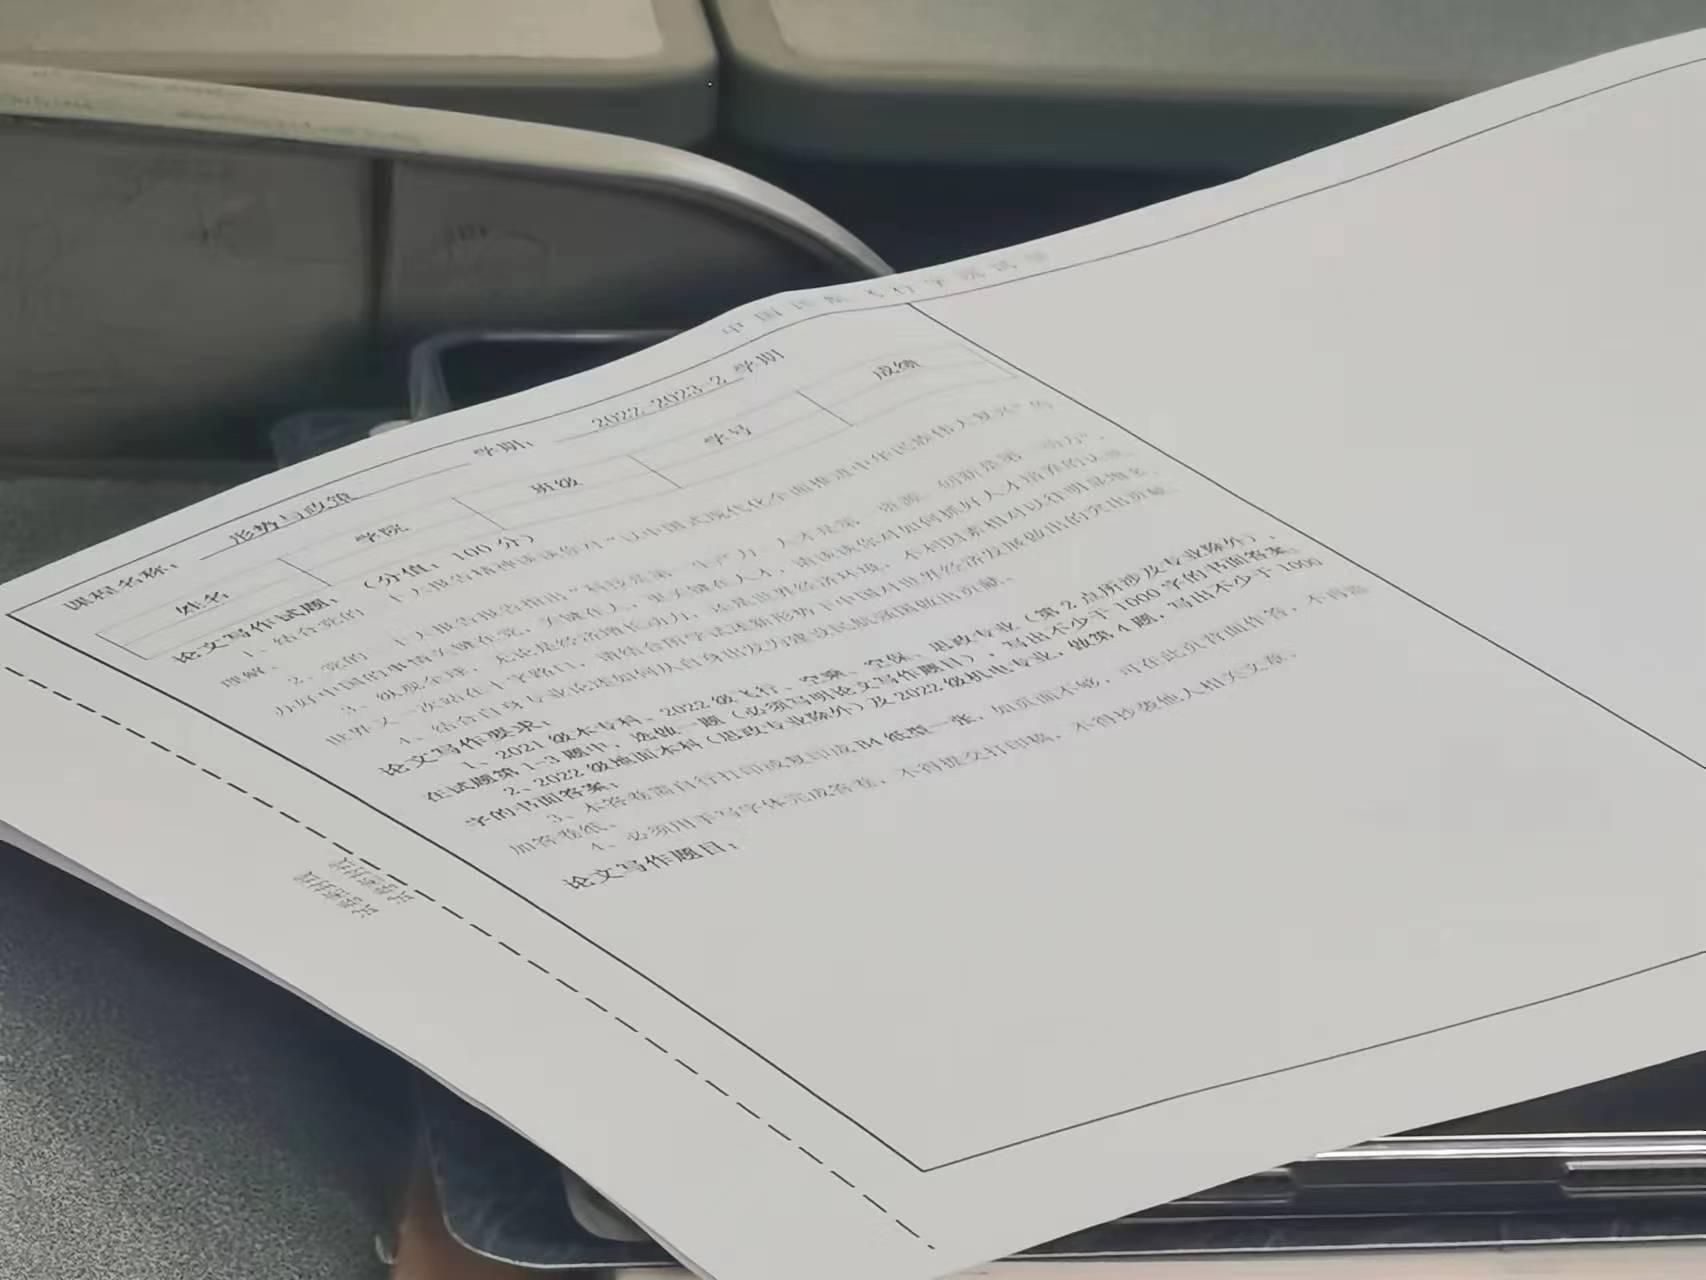 中国民航飞行学院试卷
课程名称： 形势与政策 学期： 2022-2023-2 学期
姓名 学院 班级 学号 成绩
论文写作试题：（分值：100 分）
1、结合党的二十大报告精神谈谈你对“以中国式现代化全面推进中华民族伟大复兴”的
理解。
2、党的二十大报告指出“科技是第一生产力、人才是第一资源、创新是第一动力”，
办好中国的事情关键在党，关键在人，更关键在人才，请谈谈你对如何抓好人才培养的认识。
3、纵观全球，无论是经济增长动力，还是世界经济环境，不利因素相对以往明显增多，
世界又一次站在十字路口，请结合所学试述新形势下中国对世界经济发展做出的突出贡献。
4、结合自身专业论述如何从自身出发为建设民航强国做出贡献。
论文写作要求：
1、2021 级本专科、2022 级飞行、空乘、空保、思政专业（第 2 点所涉及专业除外），
在试题第 1-3 题中，选做一题（必须写明论文写作题目），写出不少于 1000 字的书面答案；
2、2022 级地面本科（思政专业除外）及 2022 级机电专业，做第 4 题，写出不少于 1000
字的书面答案；
3、本答卷需自行打印或复印成 B4 纸型一张，如页面不够，可在此页背面作答，不再添
加答卷纸。
4、必须用手写字体完成答卷，不得提交打印稿，不得抄袭他人相关文章。
论文写作题目：